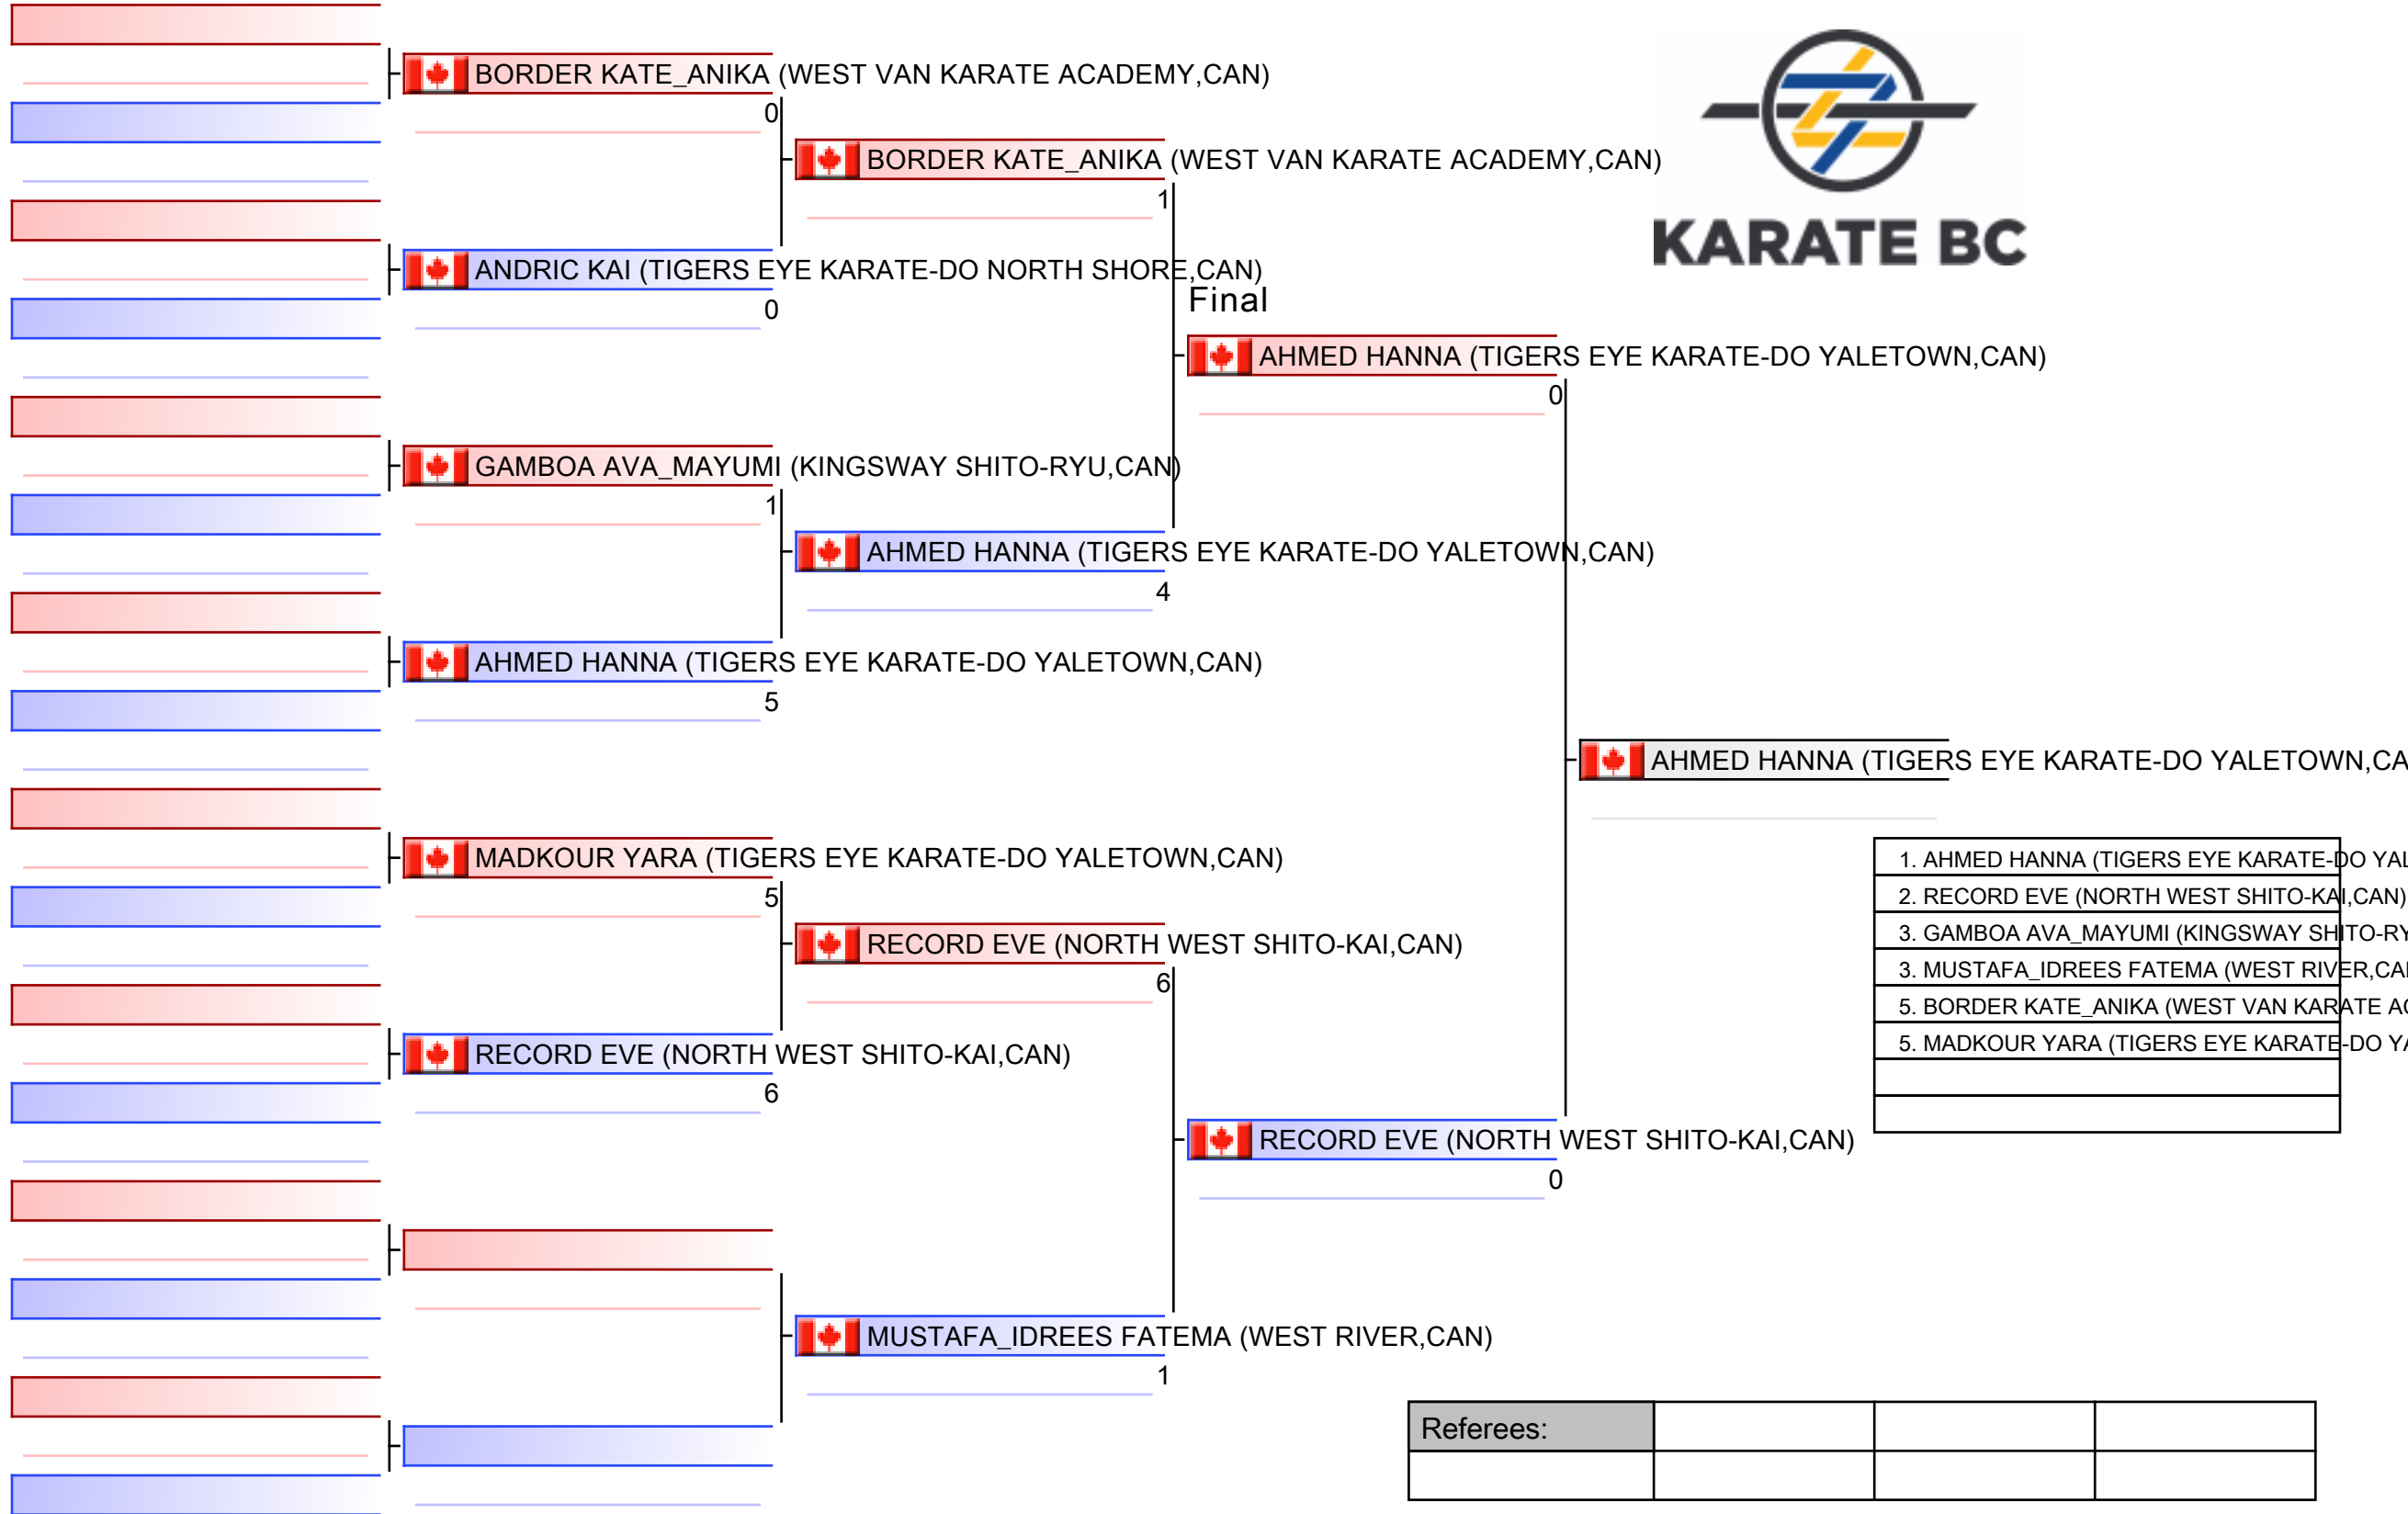 BORDER KATE_ANIKA (WEST VAN KARATE ACADEMY,CAN)
0
BORDER KATE_ANIKA (WEST VAN KARATE ACADEMY,CAN)
1
KARATE BC
ANDRIC KAI (TIGERS EYE KARATE-DO NORTH SHORE,CAN)
0
Final
AHMED HANNA (TIGERS EYE KARATE-DO YALETOWN,CAN)
0
GAMBOA AVA_MAYUMI (KINGSWAY SHITO-RYU,CAN)
1
AHMED HANNA (TIGERS EYE KARATE-DO YALETOWN,CAN)
4
AHMED HANNA (TIGERS EYE KARATE-DO YALETOWN,CAN)
5
AHMED HANNA (TIGERS EYE KARATE-DO YALETOWN,CA
MADKOUR YARA (TIGERS EYE KARATE-DO YALETOWN,CAN)
5
RECORD EVE (NORTH WEST SHITO-KAI,CAN)
6
RECORD EVE (NORTH WEST SHITO-KAI,CAN)
6
1. AHMED HANNA (TIGERS EYE KARATE-DO YAL
2. RECORD EVE (NORTH WEST SHITO-KAI,CAN)
3. GAMBOA AVA_MAYUMI (KINGSWAY SHITO-RY
3. MUSTAFA_IDREES FATEMA (WEST RIVER,CA
5. BORDER KATE_ANIKA (WEST VAN KARATE AC
5. MADKOUR YARA (TIGERS EYE KARATE-DO YA
RECORD EVE (NORTH WEST SHITO-KAI,CAN)
0
MUSTAFA_IDREES FATEMA (WEST RIVER,CAN)
1
Referees: